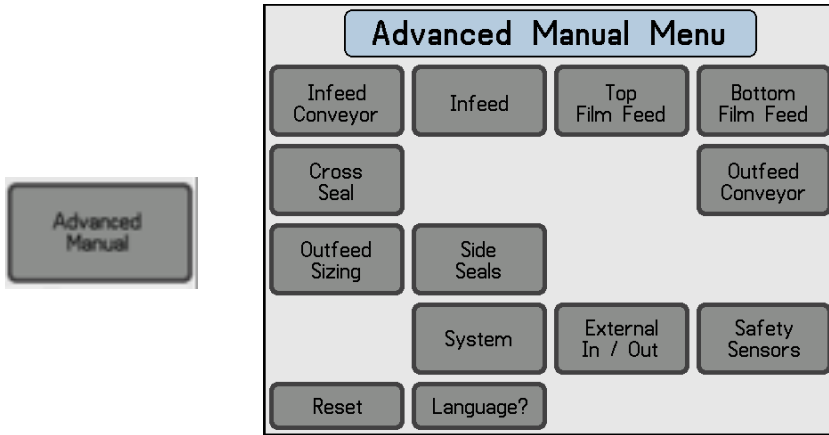 Advanced Manual Menu
Infeed
Conveyor
Infeed
Top
Film Feed
Bottom
Film Feed
Cross
Seal
Outfeed
Conveyor
Advanced
Manual
Outfeed
Sizing
Side
Seals
System
External
In / Out
Safety
Sensors
Reset
Language?